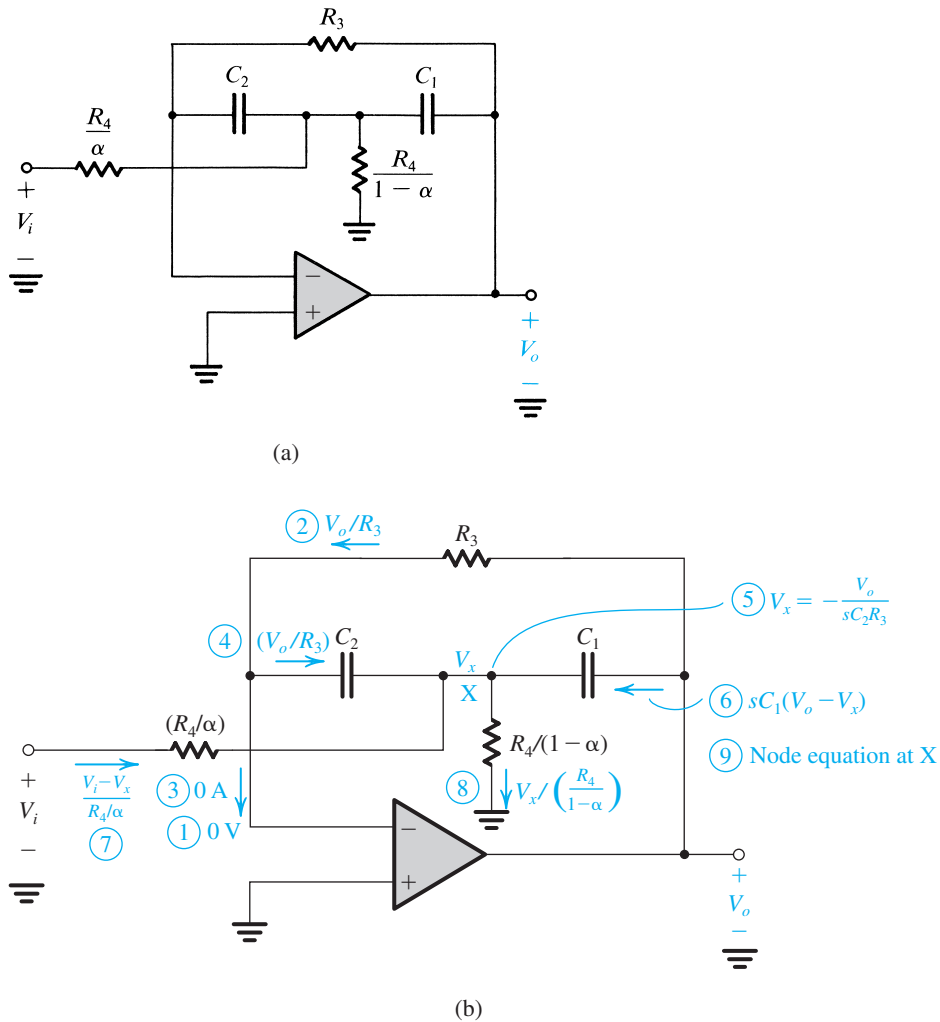 R₃
C₂ C₁
R₄/α
R₄/(1 − α)
+
Vᵢ
−
−
+
+
Vₒ
−
(a)
② Vₒ/R₃ R₃
⑤ Vₓ = − Vₒ/(sC₂R₃)
④ (Vₒ/R₃) C₂ Vₓ C₁
X
⑥ sC₁(Vₒ − Vₓ)
(R₄/α) R₄/(1 − α)
⑨ Node equation at X
+
Vᵢ
−
(Vᵢ − Vₓ)/(R₄/α)
⑦
③ 0 A
① 0 V
⑧ Vₓ/(R₄/(1−α))
−
+
+
Vₒ
−
(b)